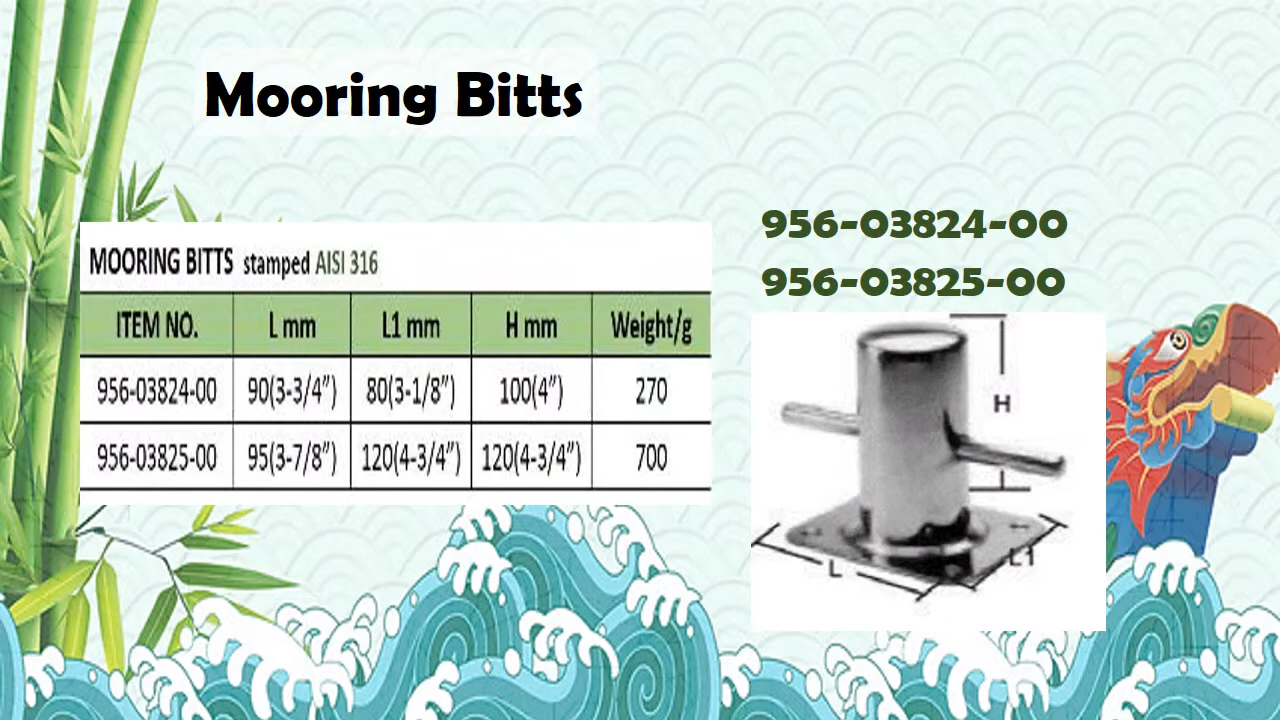 Mooring Bitts
MOORING BITTS stamped AISI 316
ITEM NO. L mm L1 mm H mm Weight/g
956-03824-00 90(3-3/4”) 80(3-1/8”) 100(4”) 270
956-03825-00 95(3-7/8”) 120(4-3/4”) 120(4-3/4”) 700
956-03824-00
956-03825-00
H
L
L1